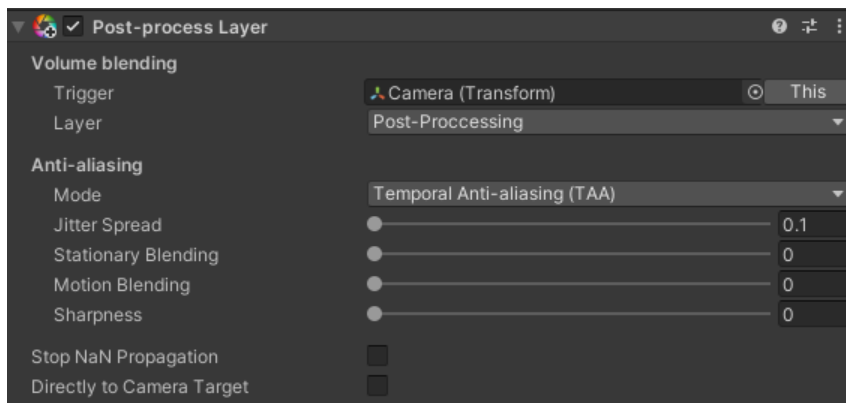 Post-process Layer
Volume blending
Trigger Camera (Transform) This
Layer Post-Proccessing
Anti-aliasing
Mode Temporal Anti-aliasing (TAA)
Jitter Spread 0.1
Stationary Blending 0
Motion Blending 0
Sharpness 0
Stop NaN Propagation
Directly to Camera Target